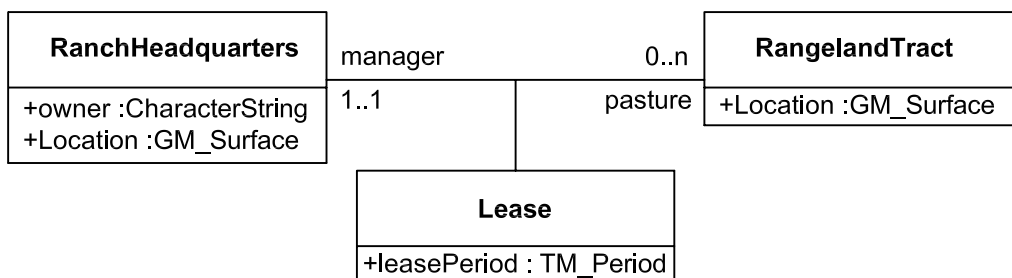 RanchHeadquarters
+owner :CharacterString
+Location :GM_Surface
manager
1..1
0..n
pasture
RangelandTract
+Location :GM_Surface
Lease
+leasePeriod : TM_Period